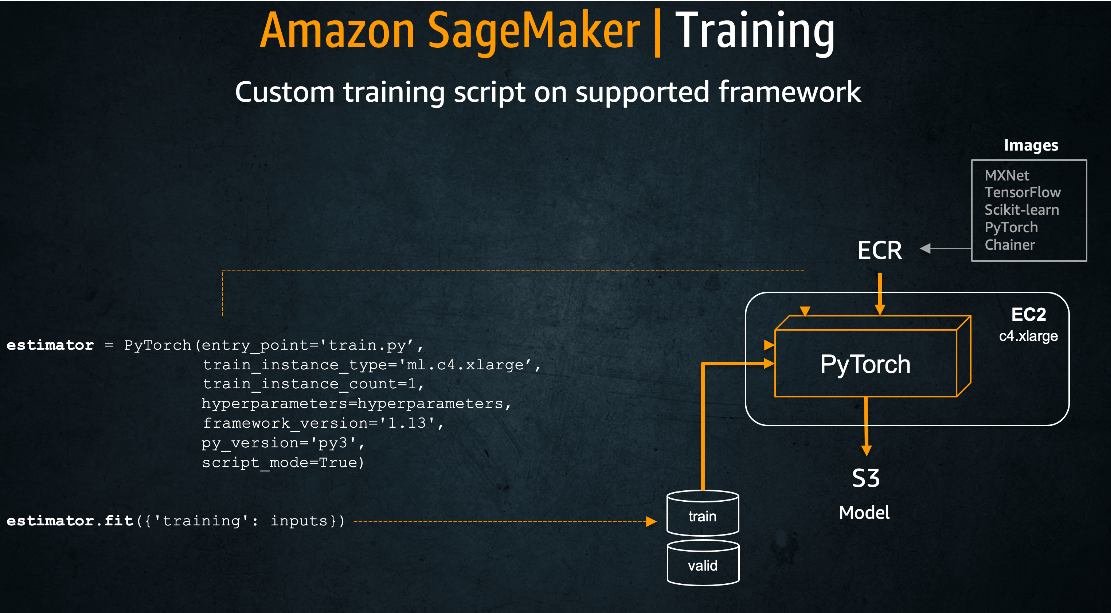 Amazon SageMaker | Training
Custom training script on supported framework
Images
MXNet
TensorFlow
Scikit-learn
PyTorch
Chainer
ECR
EC2
c4.xlarge
PyTorch
estimator = PyTorch(entry_point='train.py’,
train_instance_type='ml.c4.xlarge’,
train_instance_count=1,
hyperparameters=hyperparameters,
framework_version='1.13',
py_version='py3',
script_mode=True)
S3
Model
estimator.fit({'training': inputs})
train
valid